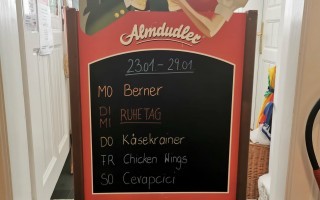 Almdudler
23.01 - 29.01
MO Berner
DI
MI RUHETAG
DO Käsekrainer
FR Chicken Wings
SO Cevapcici